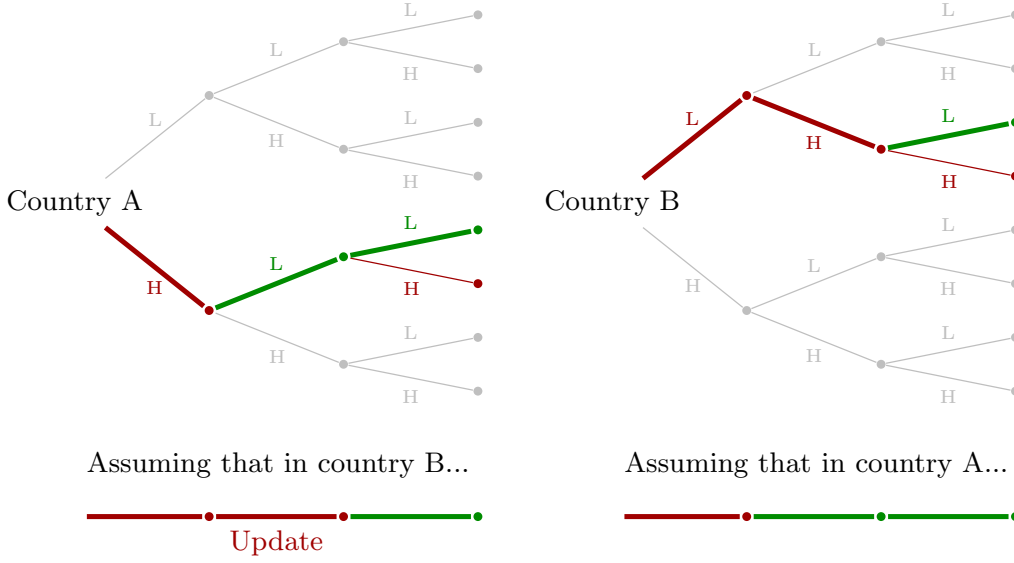 L
L
L
H
H
L
H
Country A
H
L
L
H
H
L
H
L
L
L
H
H
L
H
Country B
H
L
L
H
H
L
H
Assuming that in country B...
Update
Assuming that in country A...